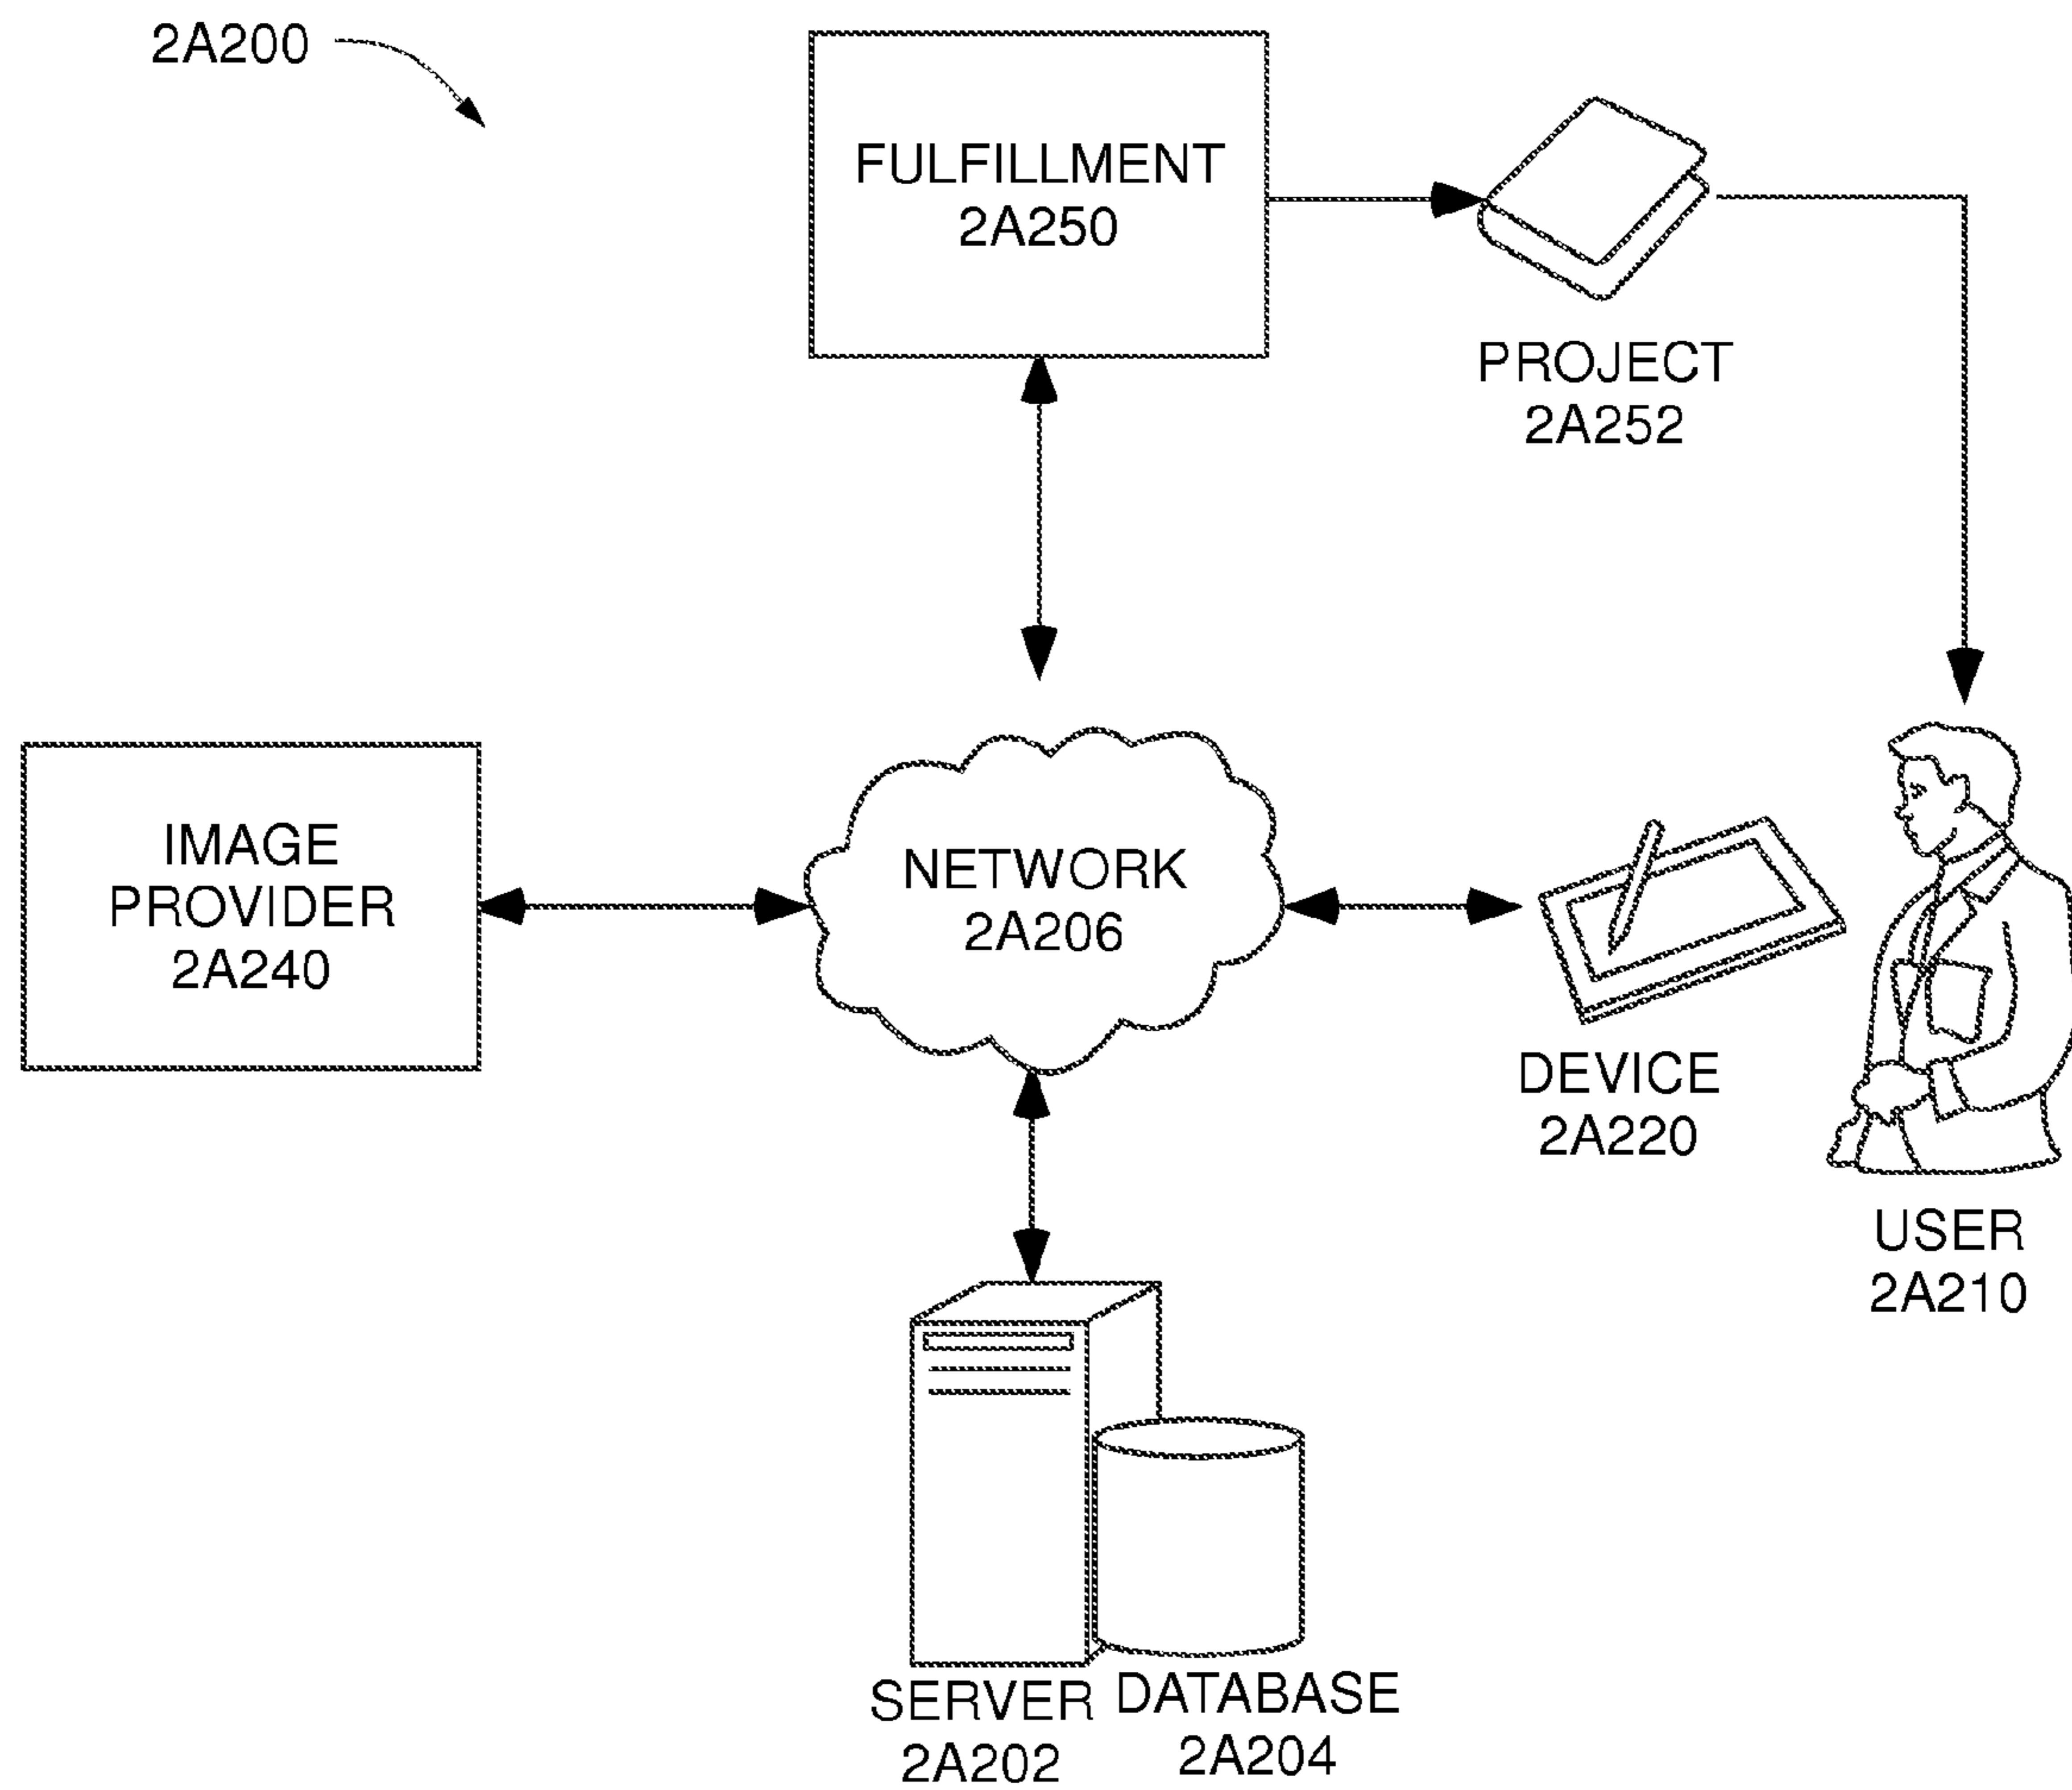 2A200
FULFILLMENT
2A250
PROJECT
2A252
IMAGE
PROVIDER
2A240
NETWORK
2A206
DEVICE
2A220
USER
2A210
SERVER
2A202
DATABASE
2A204